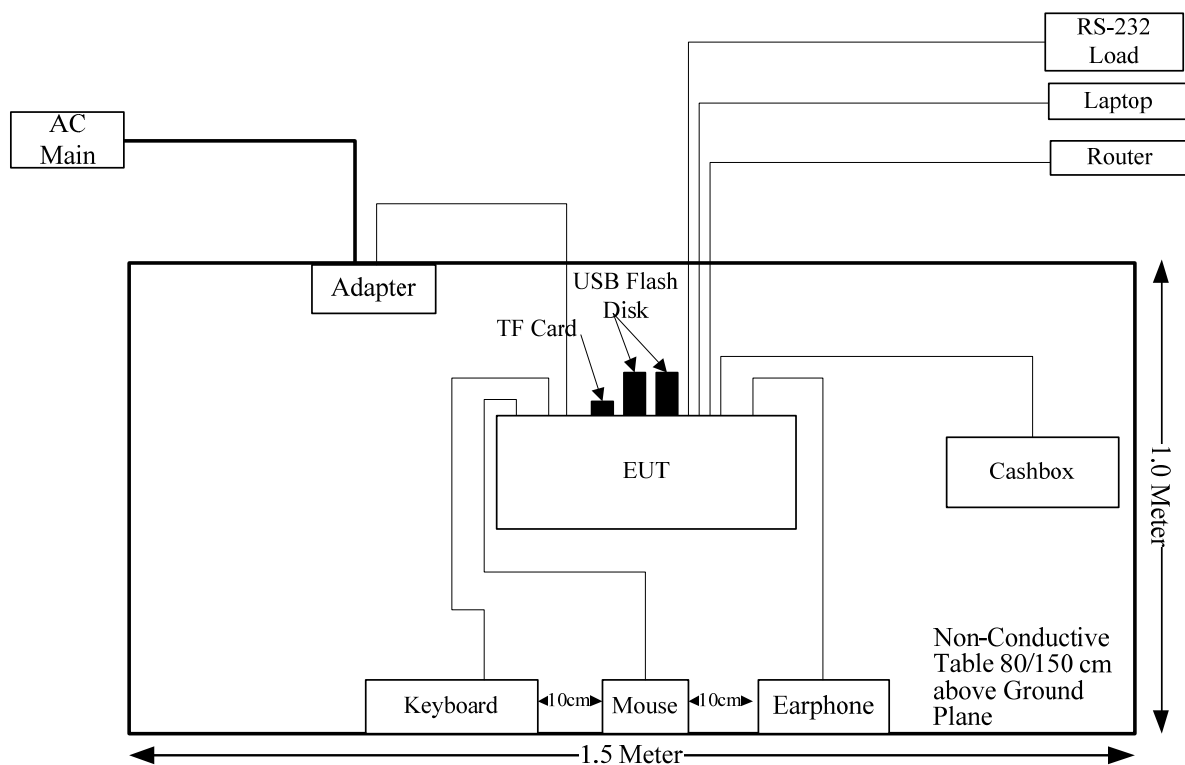 RS-232
Load
AC
Main
Laptop
Router
Adapter
USB Flash
Disk
TF Card
EUT
Cashbox
1.0 Meter
Non-Conductive
Table 80/150 cm
above Ground
Plane
Keyboard
10cm
Mouse
10cm
Earphone
1.5 Meter